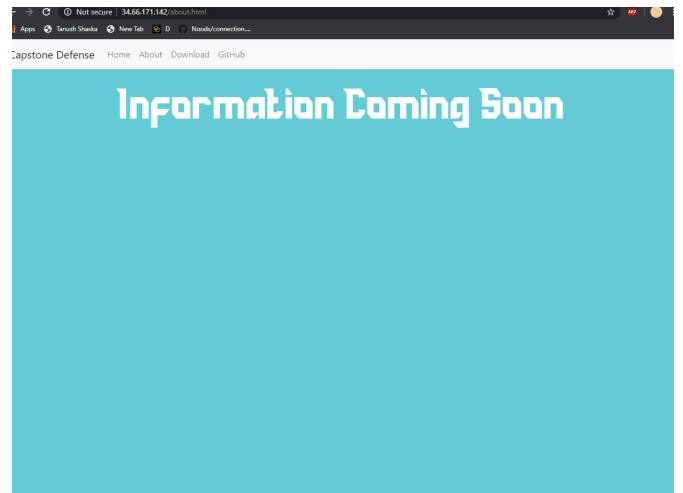 Not secure | 34.66.171.142/about.html
Apps Tanush Shaska New Tab D Noods/connection....
Capstone Defense Home About Download GitHub
Information Coming Soon